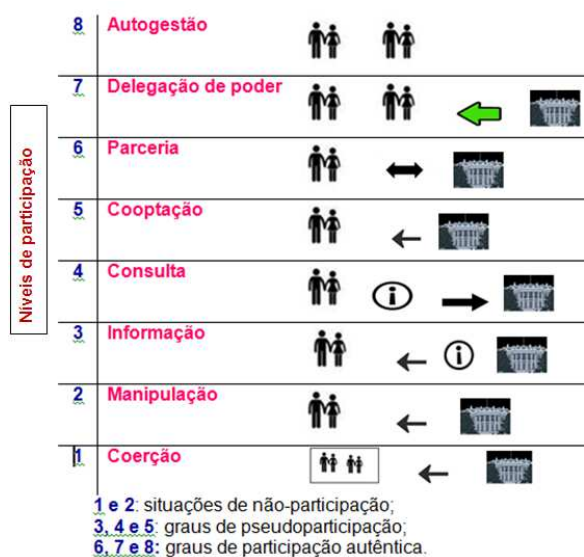 Níveis de participação
8 Autogestão
7 Delegação de poder
6 Parceria
5 Cooptação
4 Consulta
i
3 Informação
i
2 Manipulação
1 Coerção
1 e 2: situações de não-participação;
3, 4 e 5: graus de pseudoparticipação;
6, 7 e 8: graus de participação autêntica.